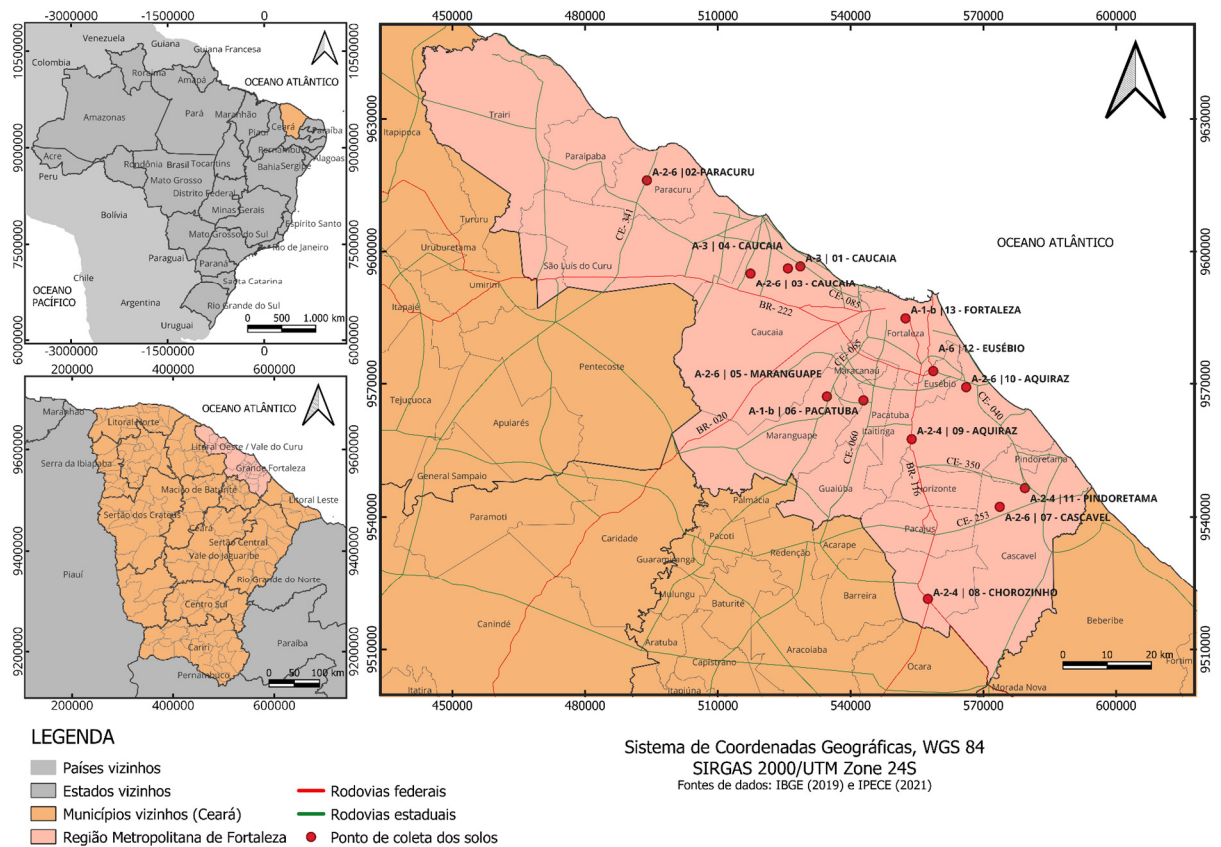 -3000000 -1500000 0
Venezuela
Guiana
Guiana Francesa
Colombia
Roraima
Amapá
OCEANO ATLÂNTICO
Amazonas
Pará
Maranhão
Ceará
Piauí
Paraíba
Pernambuco
Alagoas
Acre
Rondônia
Brasil
Tocantins
Bahia
Sergipe
Peru
Mato Grosso
Distrito Federal
Bolívia
Minas Gerais
Espírito Santo
Mato Grosso do Sul
Rio de Janeiro
Paraguai
Paraná
Chile
Santa Catarina
OCEANO
PACÍFICO
Argentina
Rio Grande do Sul
Uruguai
0 500 1.000 km
10500000
9000000
7500000
6000000
-3000000 -1500000 0
200000 400000 600000
Maranhão
OCEANO ATLÂNTICO
Litoral Norte
Litoral Oeste / Vale do Curu
Serra da Ibiapaba
Grande Fortaleza
Maciço de Baturité
Litoral Leste
Sertão dos Crateús
Ceará
Sertão Central
Vale do Jaguaribe
Piauí
Rio Grande do Norte
Centro Sul
Cariri
Paraíba
Pernambuco
0 50 100 km
9600000
9400000
9200000
200000 400000 600000
450000 480000 510000 540000 570000 600000
9630000
9600000
9570000
9540000
9510000
Trairi
Itapipoca
Paraipaba
A-2-6 |02-PARACURU
Paracuru
CE- 341
Tururu
Uruburetama
São Luís do Curu
Umirim
Itapajé
A-3 | 04 - CAUCAIA
A-3 | 01 - CAUCAIA
A-2-6 | 03 - CAUCAIA
OCEANO ATLÂNTICO
CE- 085
BR- 222
A-1-b |13 - FORTALEZA
Fortaleza
Caucaia
CE- 065
A-6 |12 - EUSÉBIO
Pentecoste
A-2-6 | 05 - MARANGUAPE
Maracanaú
Eusébio
A-2-6 |10 - AQUIRAZ
Tejuçuoca
A-1-b | 06 - PACATUBA
Pacatuba
CE- 040
Apuiarés
BR- 020
Maranguape
CE- 060
Itaitinga
A-2-4 | 09 - AQUIRAZ
Pindoretama
CE- 350
General Sampaio
BR- 116
Guaiúba
Horizonte
A-2-4 |11 - PINDORETAMA
Palmácia
Paramoti
CE- 253
A-2-6 | 07 - CASCAVEL
Pacajus
Caridade
Pacoti
Acarape
Redenção
Guaramiranga
Cascavel
Mulungu
Baturité
Barreira
A-2-4 | 08 - CHOROZINHO
Canindé
Beberibe
Aratuba
Aracoiaba
Capistrano
Ocara
Fortim
Itatira
Itapiúna
Morada Nova
0 10 20 km
450000 480000 510000 540000 570000 600000
LEGENDA
Países vizinhos
Estados vizinhos
Municípios vizinhos (Ceará)
Região Metropolitana de Fortaleza
Rodovias federais
Rodovias estaduais
Ponto de coleta dos solos
Sistema de Coordenadas Geográficas, WGS 84
SIRGAS 2000/UTM Zone 24S
Fontes de dados: IBGE (2019) e IPECE (2021)